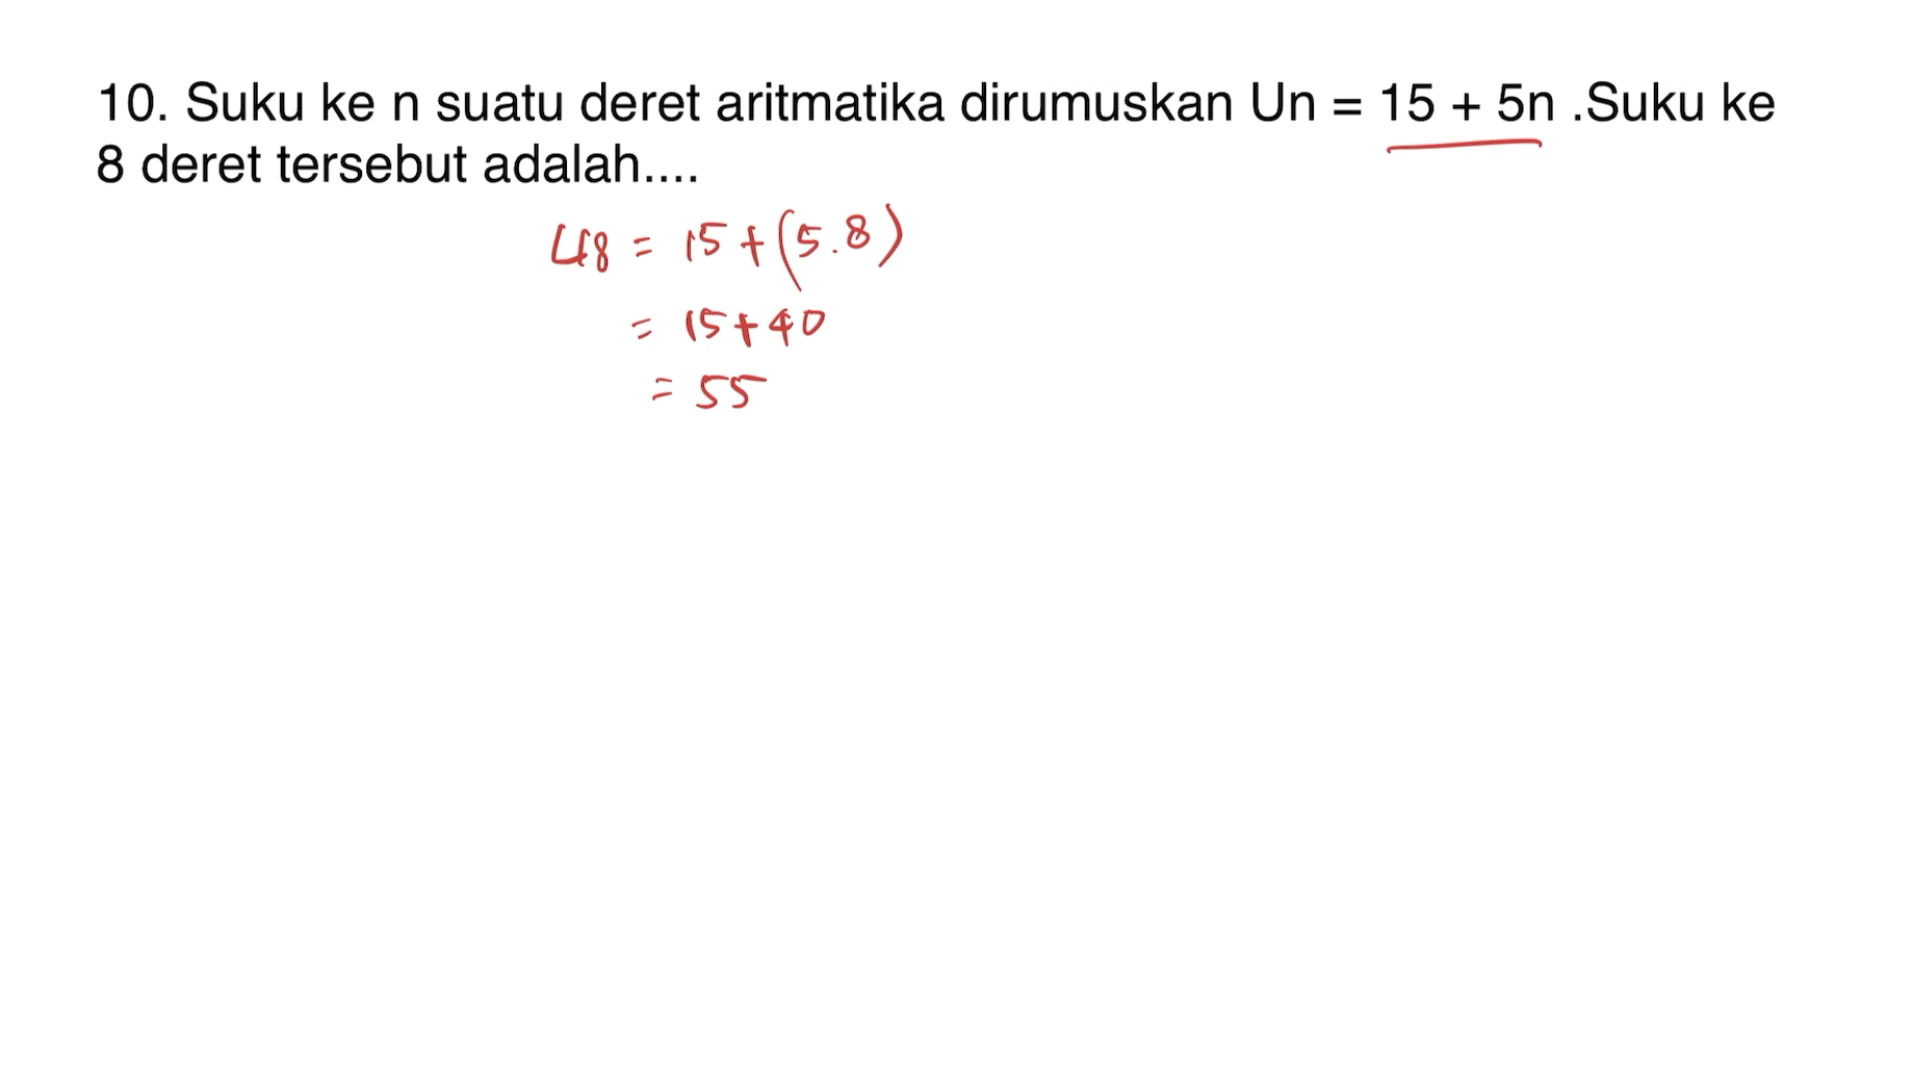 10. Suku ke n suatu deret aritmatika dirumuskan Un = 15 + 5n .Suku ke
8 deret tersebut adalah....
U8 = 15 + (5.8)
= 15 + 40
= 55